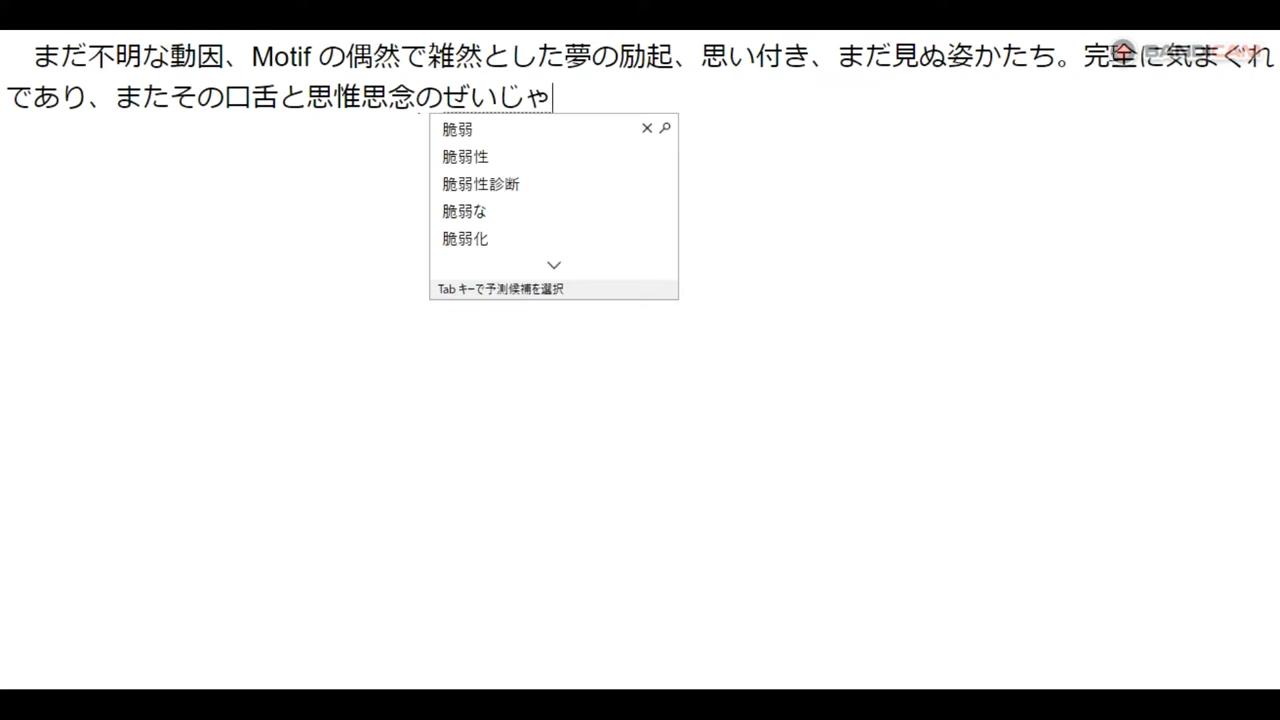 まだ不明な動因、Motif の偶然で雑然とした夢の励起、思い付き、まだ見ぬ姿かたち。完全に気まぐれ
であり、またその口舌と思惟思念のぜいじゃ
脆弱
脆弱性
脆弱性診断
脆弱な
脆弱化
Tab キーで予測候補を選択
BANDICAM